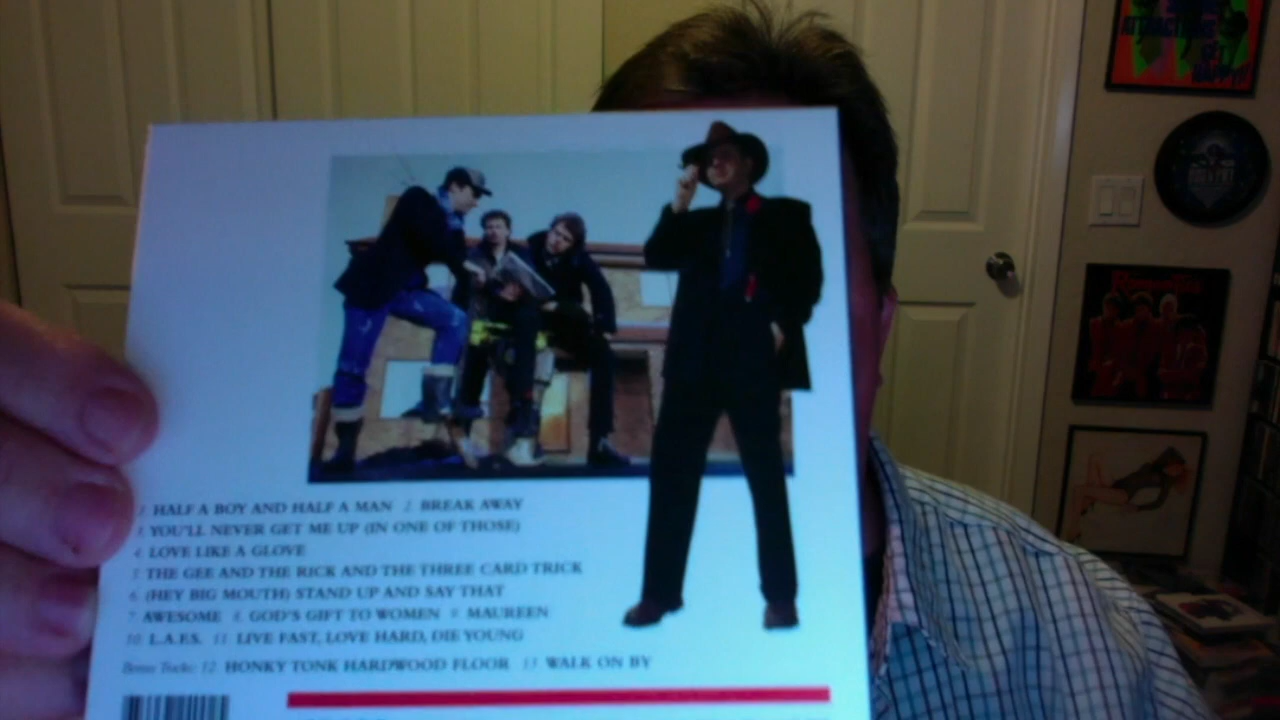 ATTRACTIONS
GET
HAPPY!!
1. HALF A BOY AND HALF A MAN 2. BREAK AWAY
3. YOU'LL NEVER GET ME UP (IN ONE OF THOSE)
4. LOVE LIKE A GLOVE
5. THE GEE AND THE RICK AND THE THREE CARD TRICK
6. (HEY BIG MOUTH) STAND UP AND SAY THAT
7. AWESOME 8. GOD'S GIFT TO WOMEN 9. MAUREEN
10. L.A.F.S. 11. LIVE FAST, LOVE HARD, DIE YOUNG
Bonus Tracks: 12. HONKY TONK HARDWOOD FLOOR 13. WALK ON BY